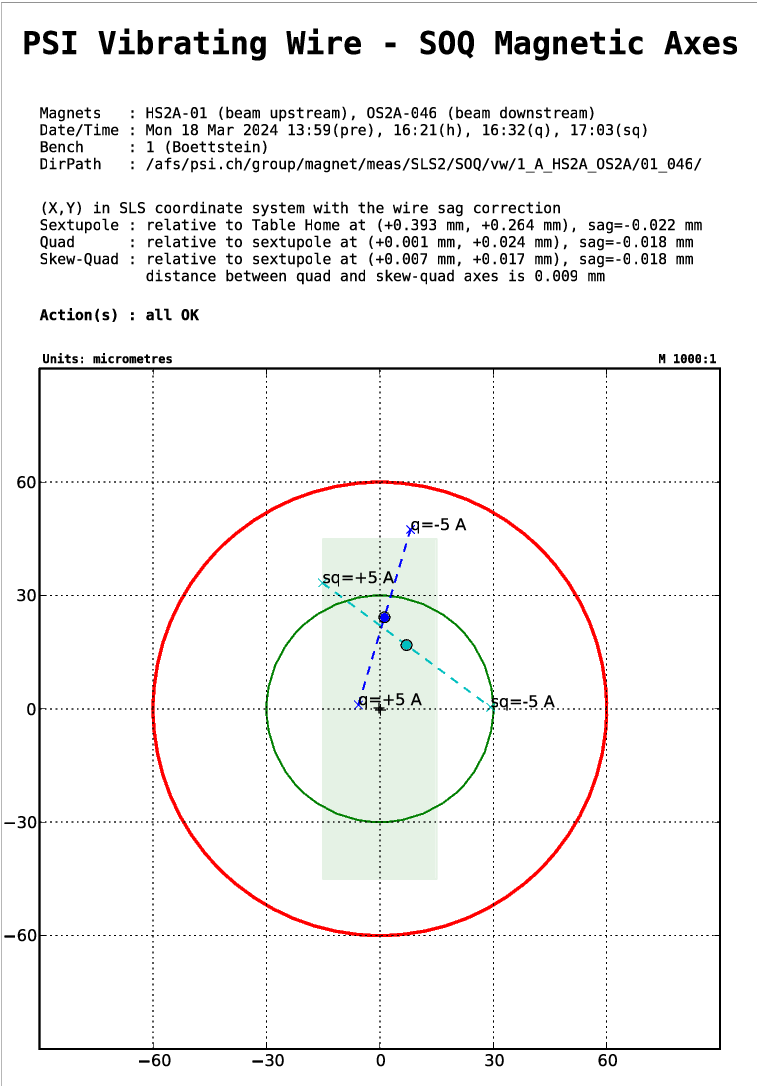 PSI Vibrating Wire - SOQ Magnetic Axes
Magnets : HS2A-01 (beam upstream), OS2A-046 (beam downstream)
Date/Time : Mon 18 Mar 2024 13:59(pre), 16:21(h), 16:32(q), 17:03(sq)
Bench : 1 (Boettstein)
DirPath : /afs/psi.ch/group/magnet/meas/SLS2/SOQ/vw/1_A_HS2A_OS2A/01_046/
(X,Y) in SLS coordinate system with the wire sag correction
Sextupole : relative to Table Home at (+0.393 mm, +0.264 mm), sag=-0.022 mm
Quad : relative to sextupole at (+0.001 mm, +0.024 mm), sag=-0.018 mm
Skew-Quad : relative to sextupole at (+0.007 mm, +0.017 mm), sag=-0.018 mm
distance between quad and skew-quad axes is 0.009 mm
Action(s) : all OK
Units: micrometres M 1000:1
60
q=-5 A
sq=+5 A
30
q=+5 A
sq=-5 A
0
−30
−60
−60 −30 0 30 60